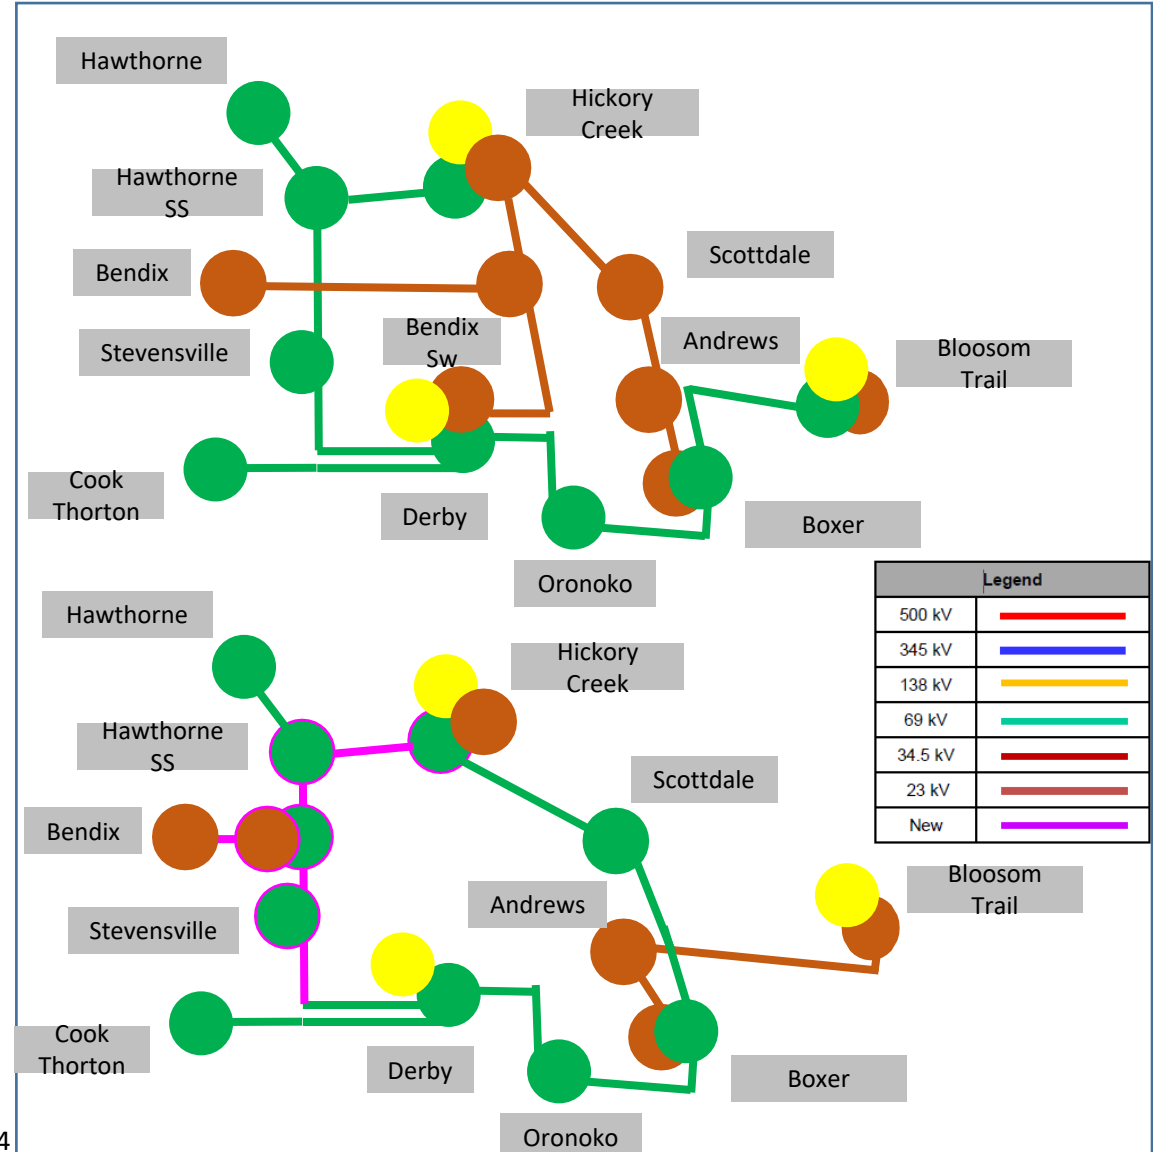 Hawthorne
Hickory
Creek
Hawthorne
SS
Scottdale
Bendix
Bendix
Sw
Andrews
Stevensville
Bloosom
Trail
Cook
Thorton
Derby
Boxer
Oronoko
Legend
500 kV
345 kV
138 kV
69 kV
34.5 kV
23 kV
New
Hawthorne
Hickory
Creek
Hawthorne
SS
Scottdale
Bendix
Bloosom
Trail
Andrews
Stevensville
Cook
Thorton
Derby
Boxer
Oronoko
4